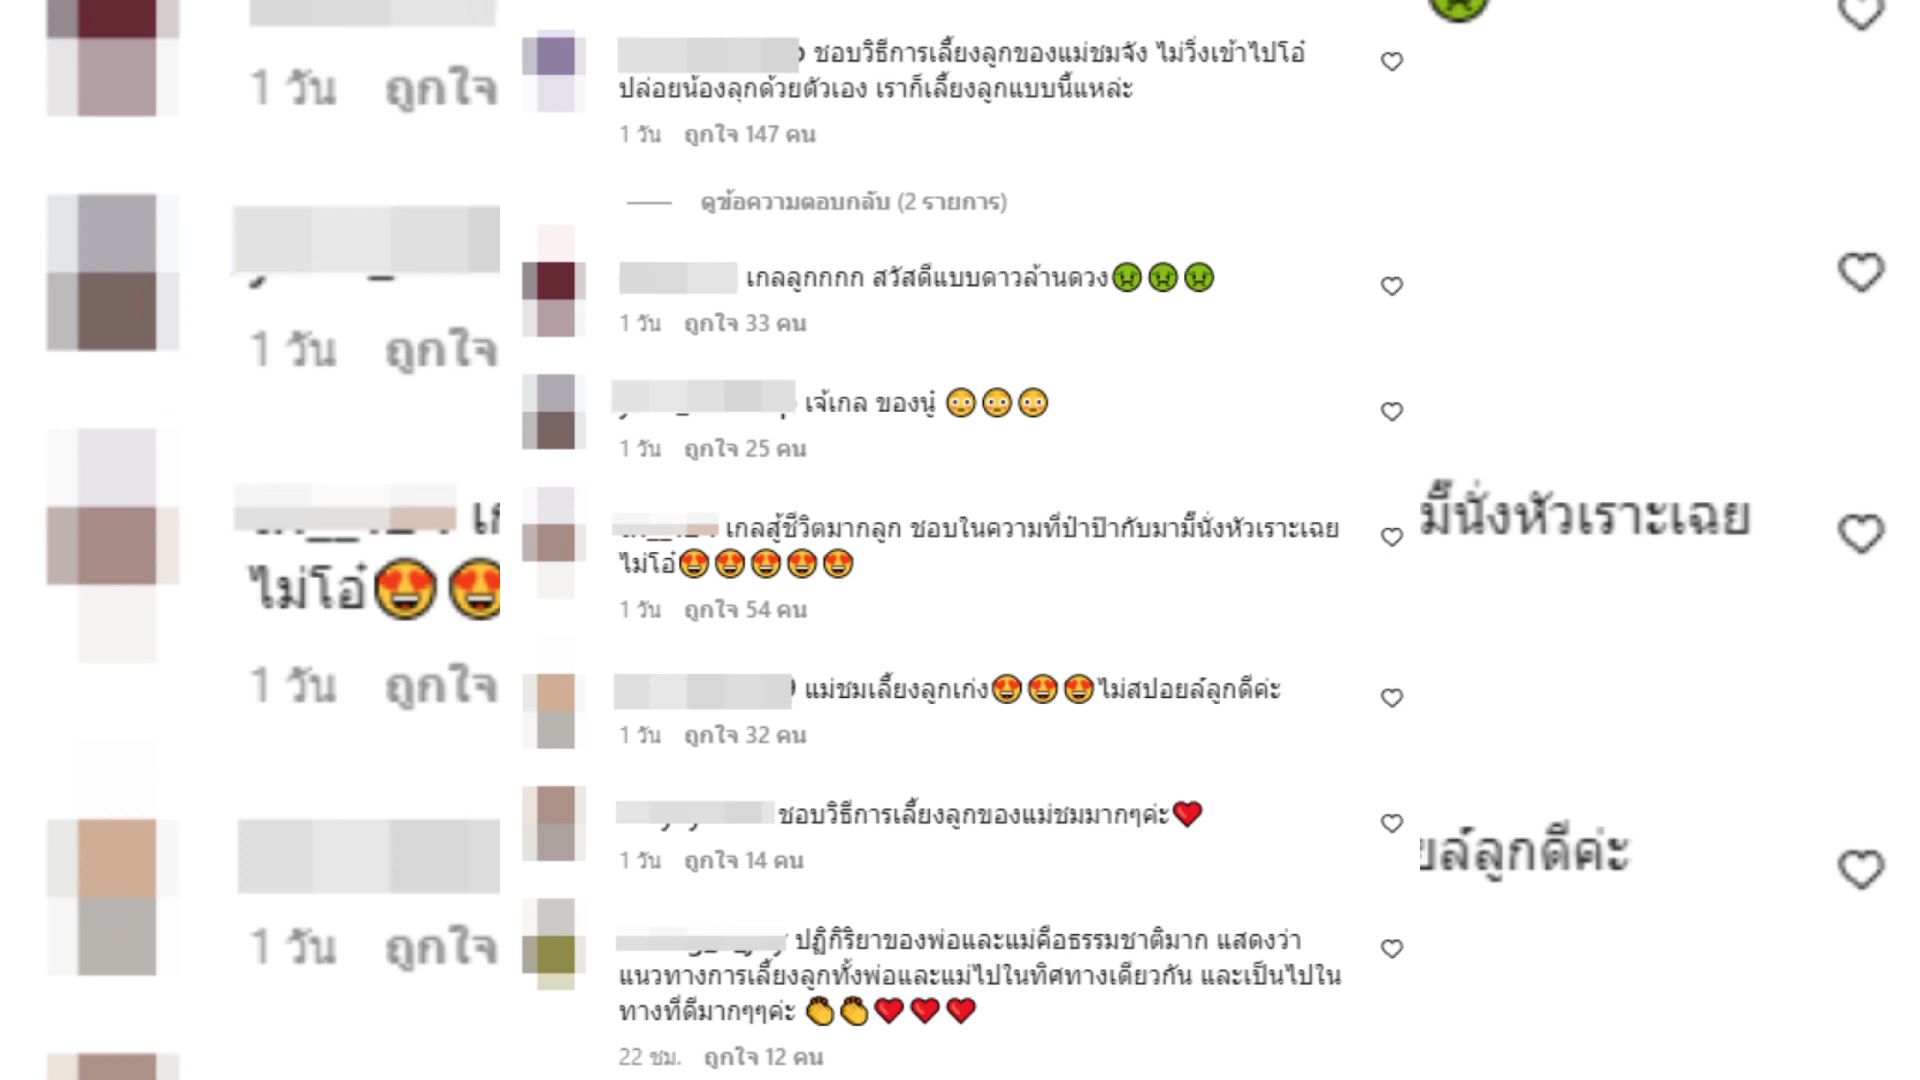 ชอบวิธีการเลี้ยงลูกของแม่ชมจัง ไม่วิ่งเข้าไปโอ๋
ปล่อยน้องลุกด้วยตัวเอง เราก็เลี้ยงลูกแบบนี้แหล่ะ
1 วัน ถูกใจ 147 คน
ดูข้อความตอบกลับ (2 รายการ)
เกลลูกกกก สวัสดีแบบดาวล้านดวง🤢🤢🤢
1 วัน ถูกใจ 33 คน
เจ้เกล ของนู๋ 😳😳😳
1 วัน ถูกใจ 25 คน
เกลสู้ชีวิตมากลูก ชอบในความที่ป๋าป๊ากับมามี๊นั่งหัวเราะเฉย
ไม่โอ๋😍😍😍😍😍
1 วัน ถูกใจ 54 คน
แม่ชมเลี้ยงลูกเก่ง😍😍😍ไม่สปอยล์ลูกดีค่ะ
1 วัน ถูกใจ 32 คน
ชอบวิธีการเลี้ยงลูกของแม่ชมมากๆค่ะ❤️
1 วัน ถูกใจ 14 คน
ปฏิกิริยาของพ่อและแม่คือธรรมชาติมาก แสดงว่า
แนวทางการเลี้ยงลูกทั้งพ่อและแม่ไปในทิศทางเดียวกัน และเป็นไปใน
ทางที่ดีมากๆๆค่ะ 👏👏❤️❤️❤️
22 ชม. ถูกใจ 12 คน
1 วัน ถูกใจ
1 วัน ถูกใจ
ไม่โอ๋😍😍
1 วัน ถูกใจ
1 วัน ถูกใจ
มี๊นั่งหัวเราะเฉย
ยล์ลูกดีค่ะ